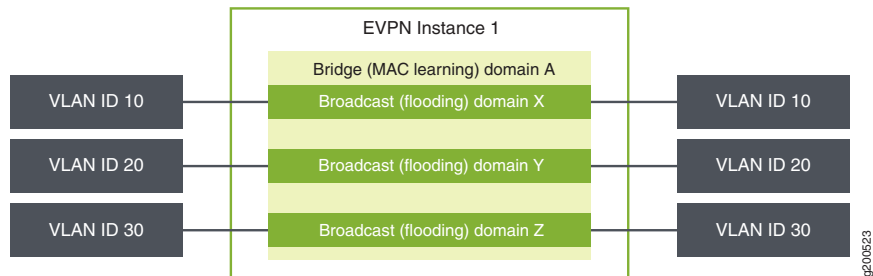 EVPN Instance 1
Bridge (MAC learning) domain A
VLAN ID 10
Broadcast (flooding) domain X
VLAN ID 10
VLAN ID 20
Broadcast (flooding) domain Y
VLAN ID 20
VLAN ID 30
Broadcast (flooding) domain Z
VLAN ID 30
g200523